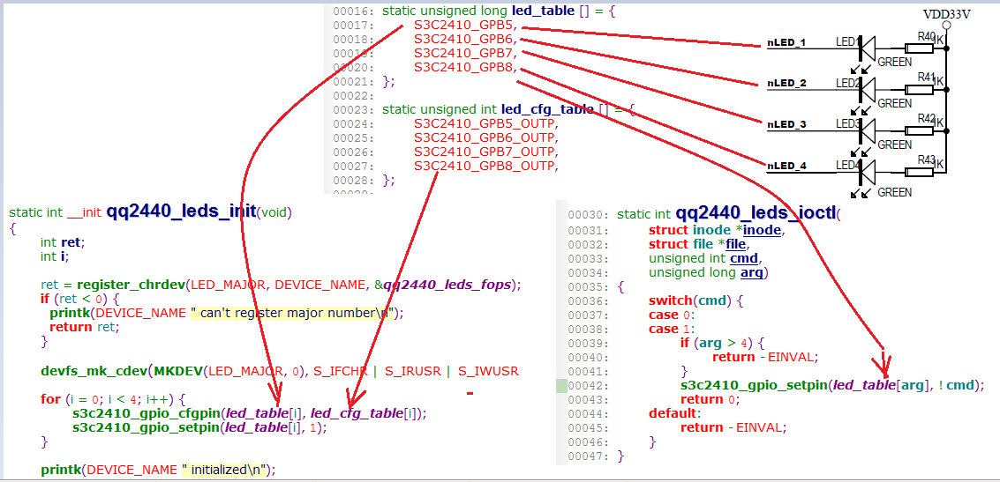 00016: static unsigned long led_table [] = {
00017: S3C2410_GPB5,
00018: S3C2410_GPB6,
00019: S3C2410_GPB7,
00020: S3C2410_GPB8,
00021: };
00022:
00023: static unsigned int led_cfg_table [] = {
00024: S3C2410_GPB5_OUTP,
00025: S3C2410_GPB6_OUTP,
00026: S3C2410_GPB7_OUTP,
00027: S3C2410_GPB8_OUTP,
00028: };
VDD33V
nLED_1 LED1 R40 1K
GREEN
nLED_2 LED2 R41 1K
GREEN
nLED_3 LED3 R42 1K
GREEN
nLED_4 LED4 R43 1K
GREEN
static int __init qq2440_leds_init(void)
{
int ret;
int i;
ret = register_chrdev(LED_MAJOR, DEVICE_NAME, &qq2440_leds_fops);
if (ret < 0) {
printk(DEVICE_NAME " can't register major number\n");
return ret;
}
devfs_mk_cdev(MKDEV(LED_MAJOR, 0), S_IFCHR | S_IRUSR | S_IWUSR
for (i = 0; i < 4; i++) {
s3c2410_gpio_cfgpin(led_table[i], led_cfg_table[i]);
s3c2410_gpio_setpin(led_table[i], 1);
}
printk(DEVICE_NAME " initialized\n");
00030: static int qq2440_leds_ioctl(
00031: struct inode *inode,
00032: struct file *file,
00033: unsigned int cmd,
00034: unsigned long arg)
00035: {
00036: switch(cmd) {
00037: case 0:
00038: case 1:
00039: if (arg > 4) {
00040: return -EINVAL;
00041: }
00042: s3c2410_gpio_setpin(led_table[arg], !cmd);
00043: return 0;
00044: default:
00045: return -EINVAL;
00046: }
00047: }